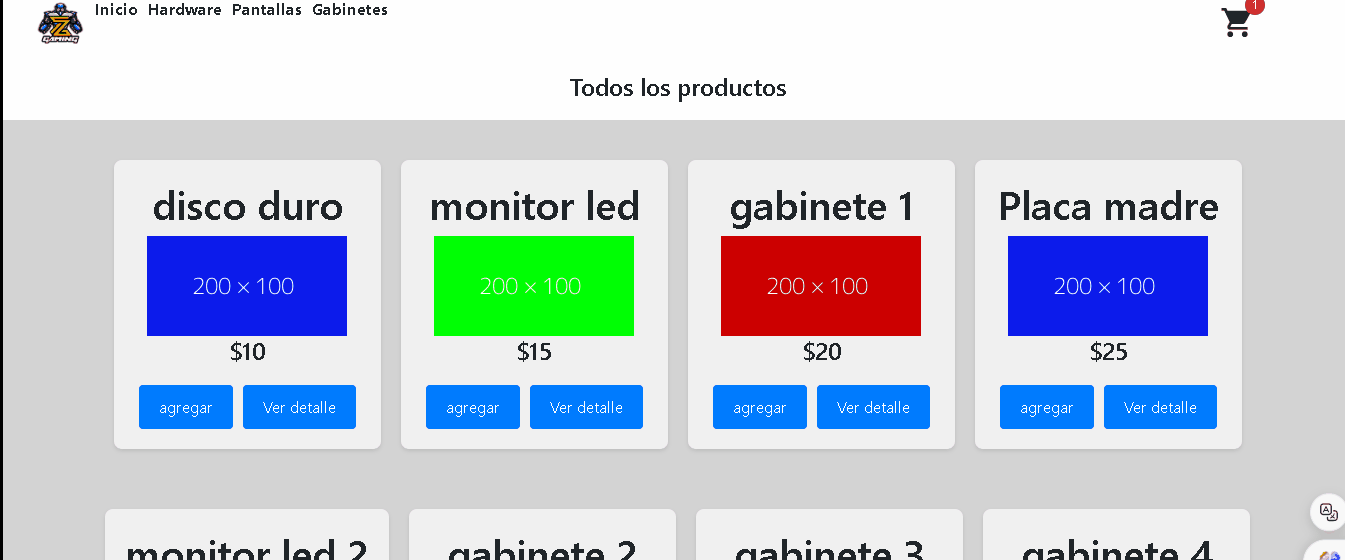 Inicio Hardware Pantallas Gabinetes
1
GAMING
Todos los productos
disco duro monitor led gabinete 1 Placa madre
200 × 100 200 × 100 200 × 100 200 × 100
$10 $15 $20 $25
agregar Ver detalle agregar Ver detalle agregar Ver detalle agregar Ver detalle
monitor led 2 gabinete 2 gabinete 3 gabinete 4